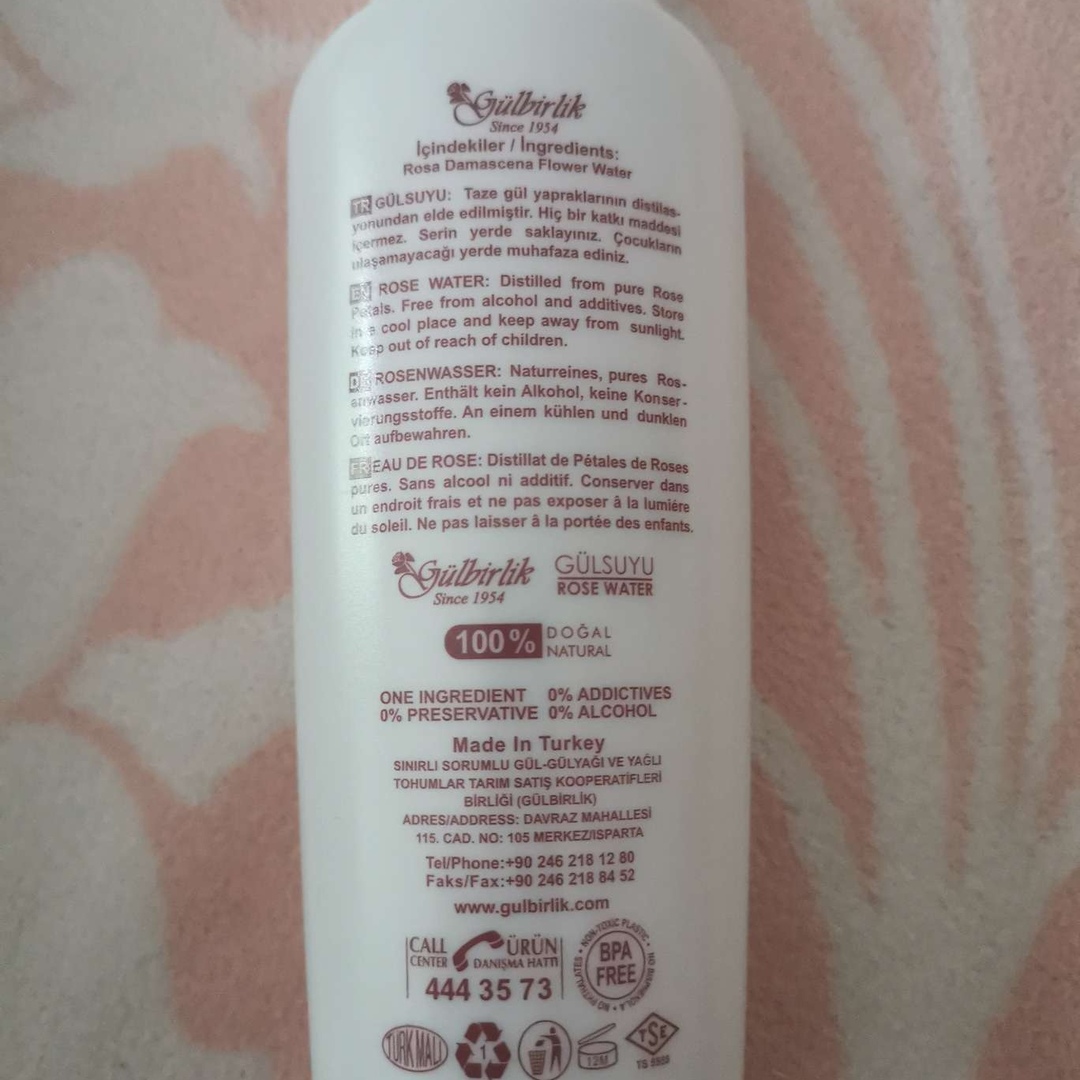 Gülbirlik
Since 1954
İçindekiler / İngredients:
Rosa Damascena Flower Water
TR GÜLSUYU: Taze gül yapraklarının distilas-
yonundan elde edilmiştir. Hiç bir katkı maddesi
içermez. Serin yerde saklayınız. Çocukların
ulaşamayacağı yerde muhafaza ediniz.
EN ROSE WATER: Distilled from pure Rose
Petals. Free from alcohol and additives. Store
in a cool place and keep away from sunlight.
Keep out of reach of children.
DE ROSENWASSER: Naturreines, pures Ros-
enwasser. Enthält kein Alkohol, keine Konser-
vierungsstoffe. An einem kühlen und dunklen
Ort aufbewahren.
FR EAU DE ROSE: Distillat de Pétales de Roses
pures. Sans alcool ni additif. Conserver dans
un endroit frais et ne pas exposer à la lumière
du soleil. Ne pas laisser à la portée des enfants.
Gülbirlik
Since 1954
GÜLSUYU
ROSE WATER
100 % DOĞAL
NATURAL
ONE INGREDIENT 0% ADDICTIVES
0% PRESERVATIVE 0% ALCOHOL
Made In Turkey
SINIRLI SORUMLU GÜL-GÜLYAĞI VE YAĞLI
TOHUMLAR TARIM SATIŞ KOOPERATİFLERİ
BİRLİĞİ (GÜLBİRLİK)
ADRES/ADDRESS: DAVRAZ MAHALLESİ
115. CAD. NO: 105 MERKEZ/ISPARTA
Tel/Phone:+90 246 218 12 80
Faks/Fax:+90 246 218 84 52
www.gulbirlik.com
CALL CENTER
ÜRÜN DANIŞMA HATTI
444 35 73
NON-TOXIC PLASTIC • NO BISPHENOL-A • NO PHTHALATES •
BPA
FREE
TÜRK MALI
1
12M
TSE
TS